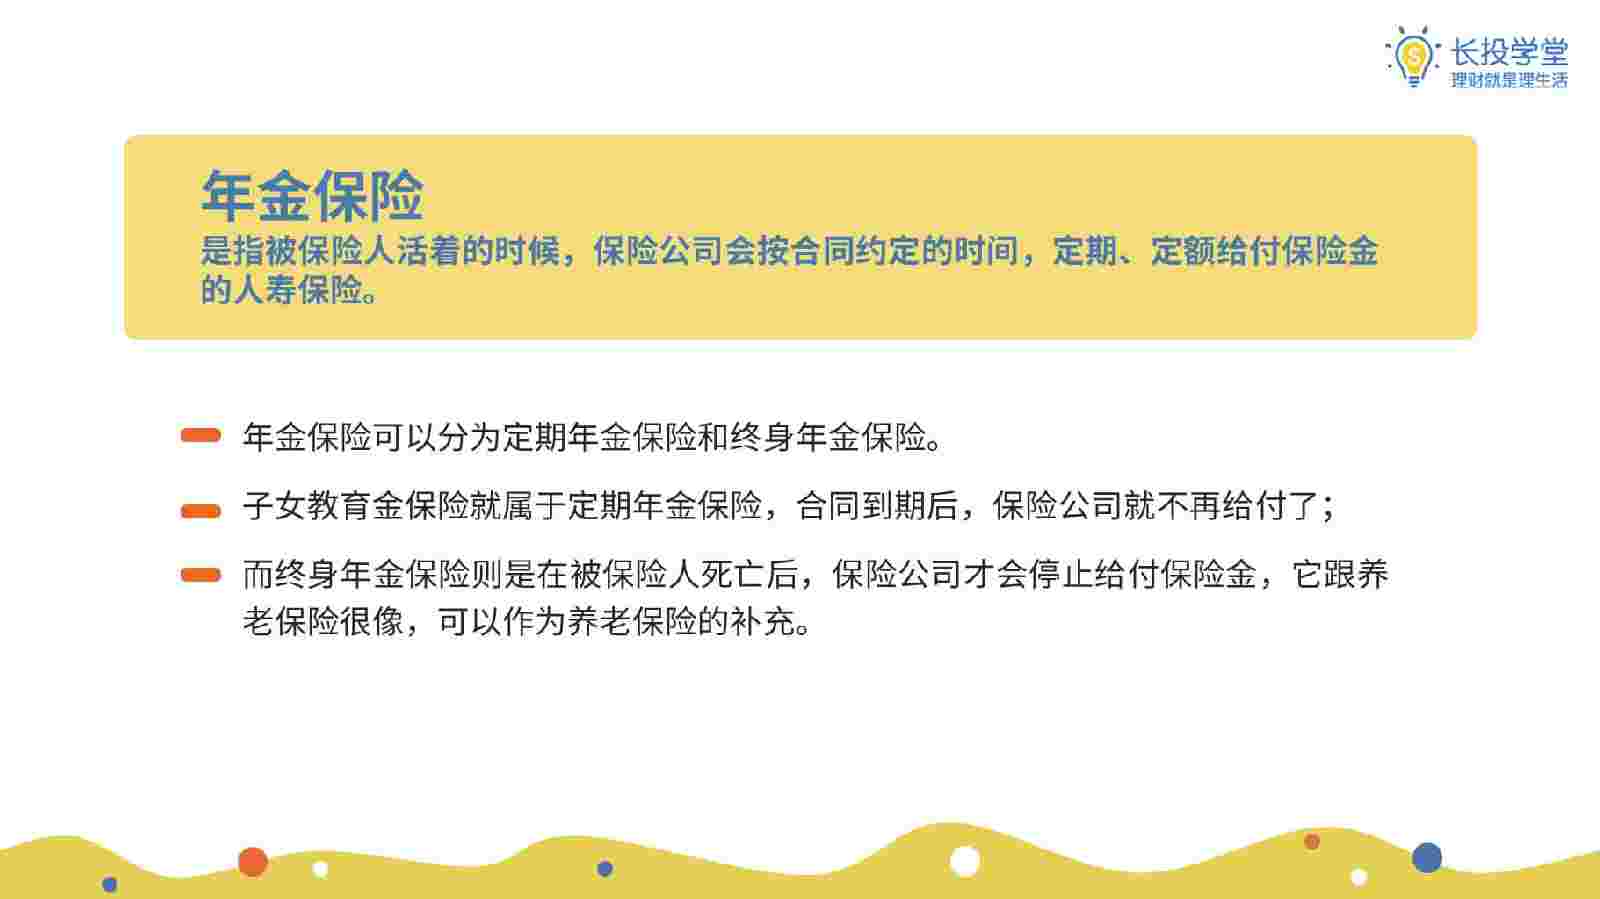 长投学堂
理财就是理生活
年金保险
是指被保险人活着的时候，保险公司会按合同约定的时间，定期、定额给付保险金
的人寿保险。
年金保险可以分为定期年金保险和终身年金保险。
子女教育金保险就属于定期年金保险，合同到期后，保险公司就不再给付了；
而终身年金保险则是在被保险人死亡后，保险公司才会停止给付保险金，它跟养
老保险很像，可以作为养老保险的补充。